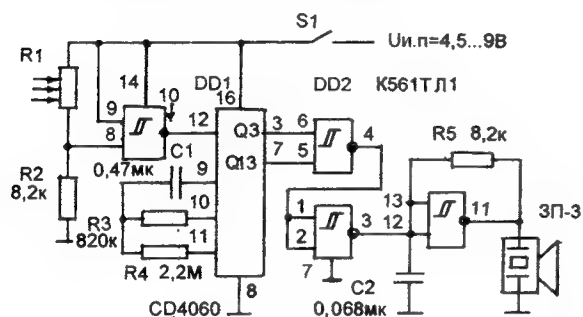 S1
Uи.п=4,5...9В
R1
14
10
DD1
16
DD2 К561ТЛ1
9
8
12
Q3
3
6
4
R5 8,2к
Q13
7
5
R2
8,2к
0,47мк
C1
9
13
11
ЗП-3
10
1
3
12
R3
820к
11
2
R4 2,2М
8
7
C2
CD4060
0,068мк